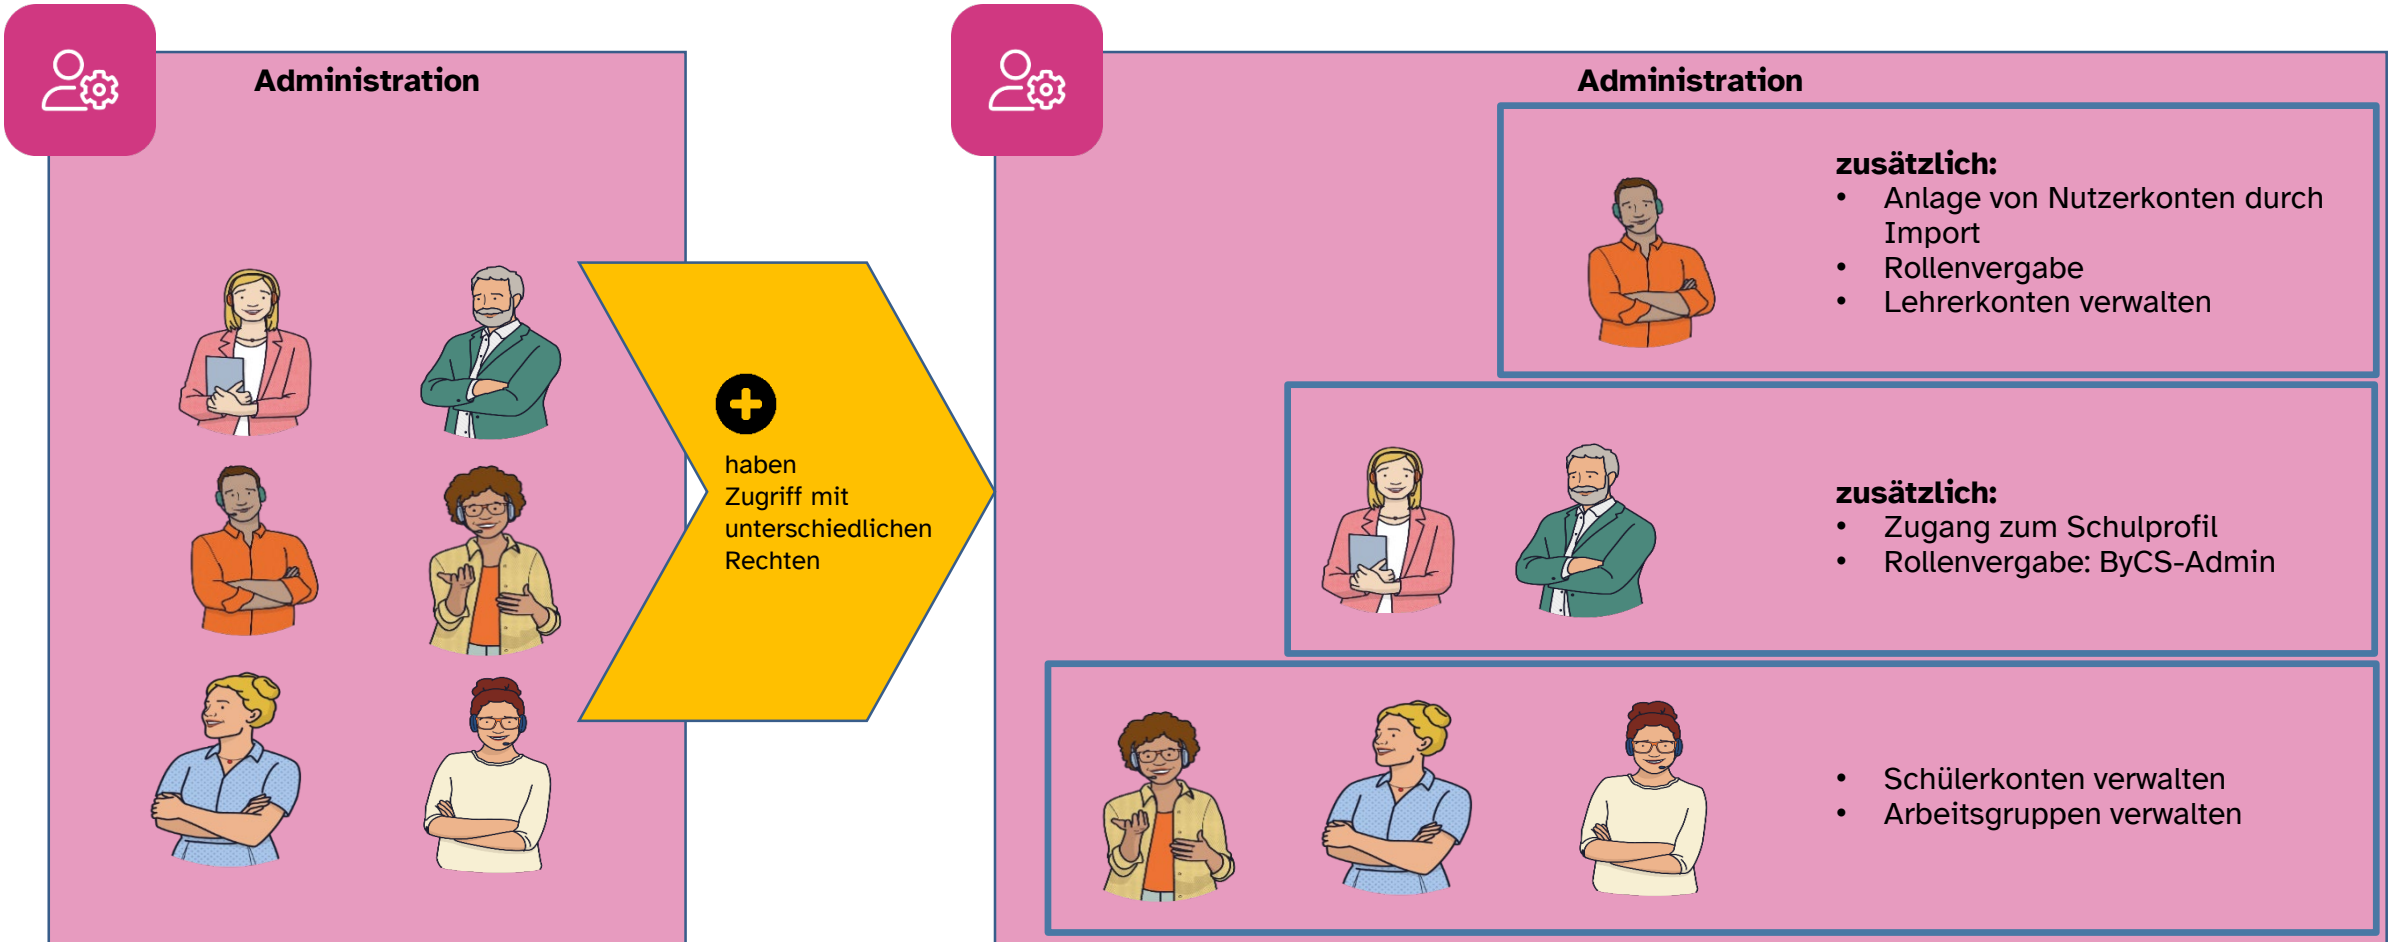 Administration
haben
Zugriff mit
unterschiedlichen
Rechten
Administration
zusätzlich:
• Anlage von Nutzerkonten durch
Import
• Rollenvergabe
• Lehrerkonten verwalten
zusätzlich:
• Zugang zum Schulprofil
• Rollenvergabe: ByCS-Admin
• Schülerkonten verwalten
• Arbeitsgruppen verwalten